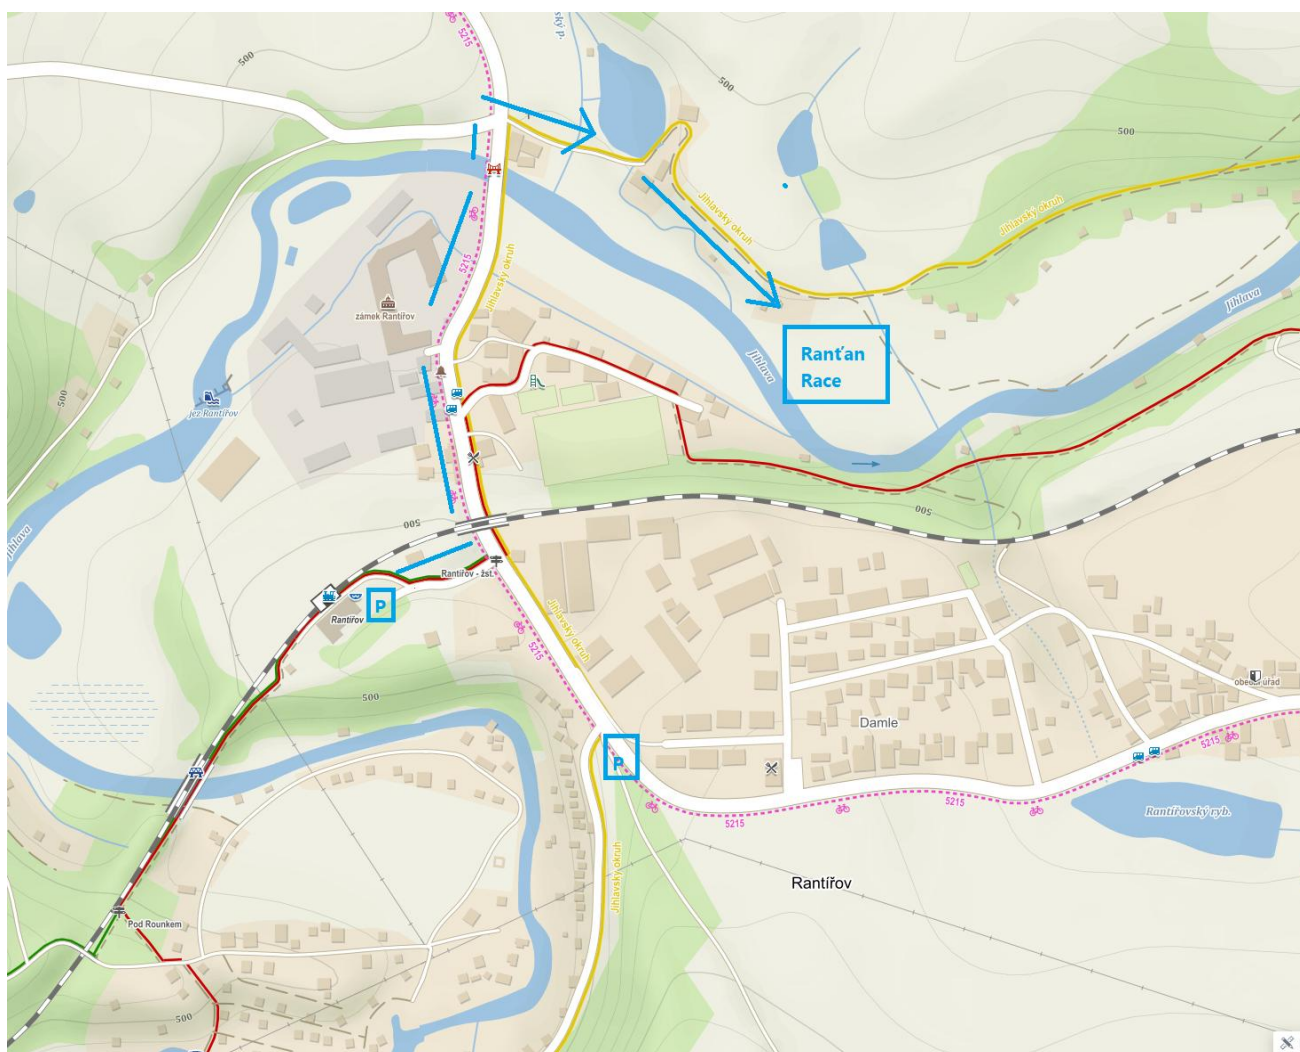 5215
500
ský p.
500
500
Jihlavský okruh
Jihlavský okruh
5215
Jihlavský okruh
zámek Rantířov
Jihlava
Ranťan
Race
Jihlava
jez Rantířov
500
500
500
Jihlava
Rantířov - žst.
P
Rantířov
Jihlavský okruh
5215
500
obecní úřad
Damle
5215
P
5215
5215
Rantířovský ryb.
Jihlavský okruh
Rantířov
Pod Rounkem
500